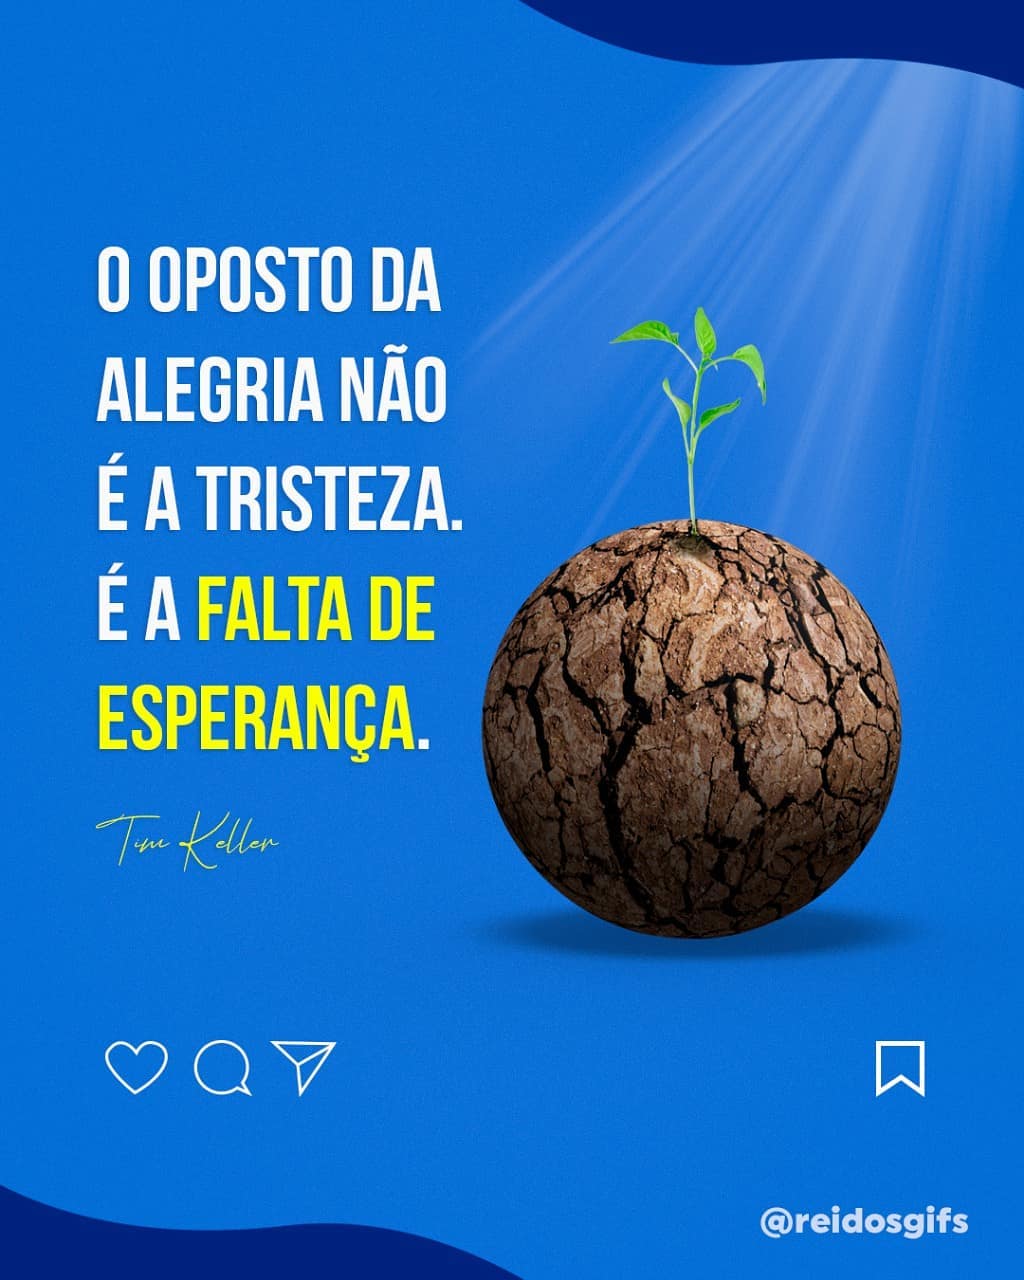 O OPOSTO DA
ALEGRIA NÃO
É A TRISTEZA.
É A FALTA DE
ESPERANÇA.
Tim Keller
@reidosgifs